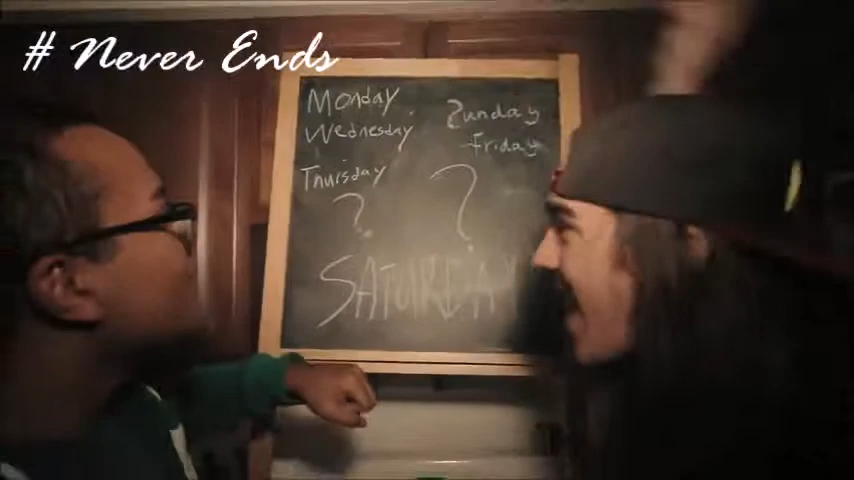 # Never Ends
Monday
Wednesday
Thursday
?
Sunday
Friday
?
SATURDAY